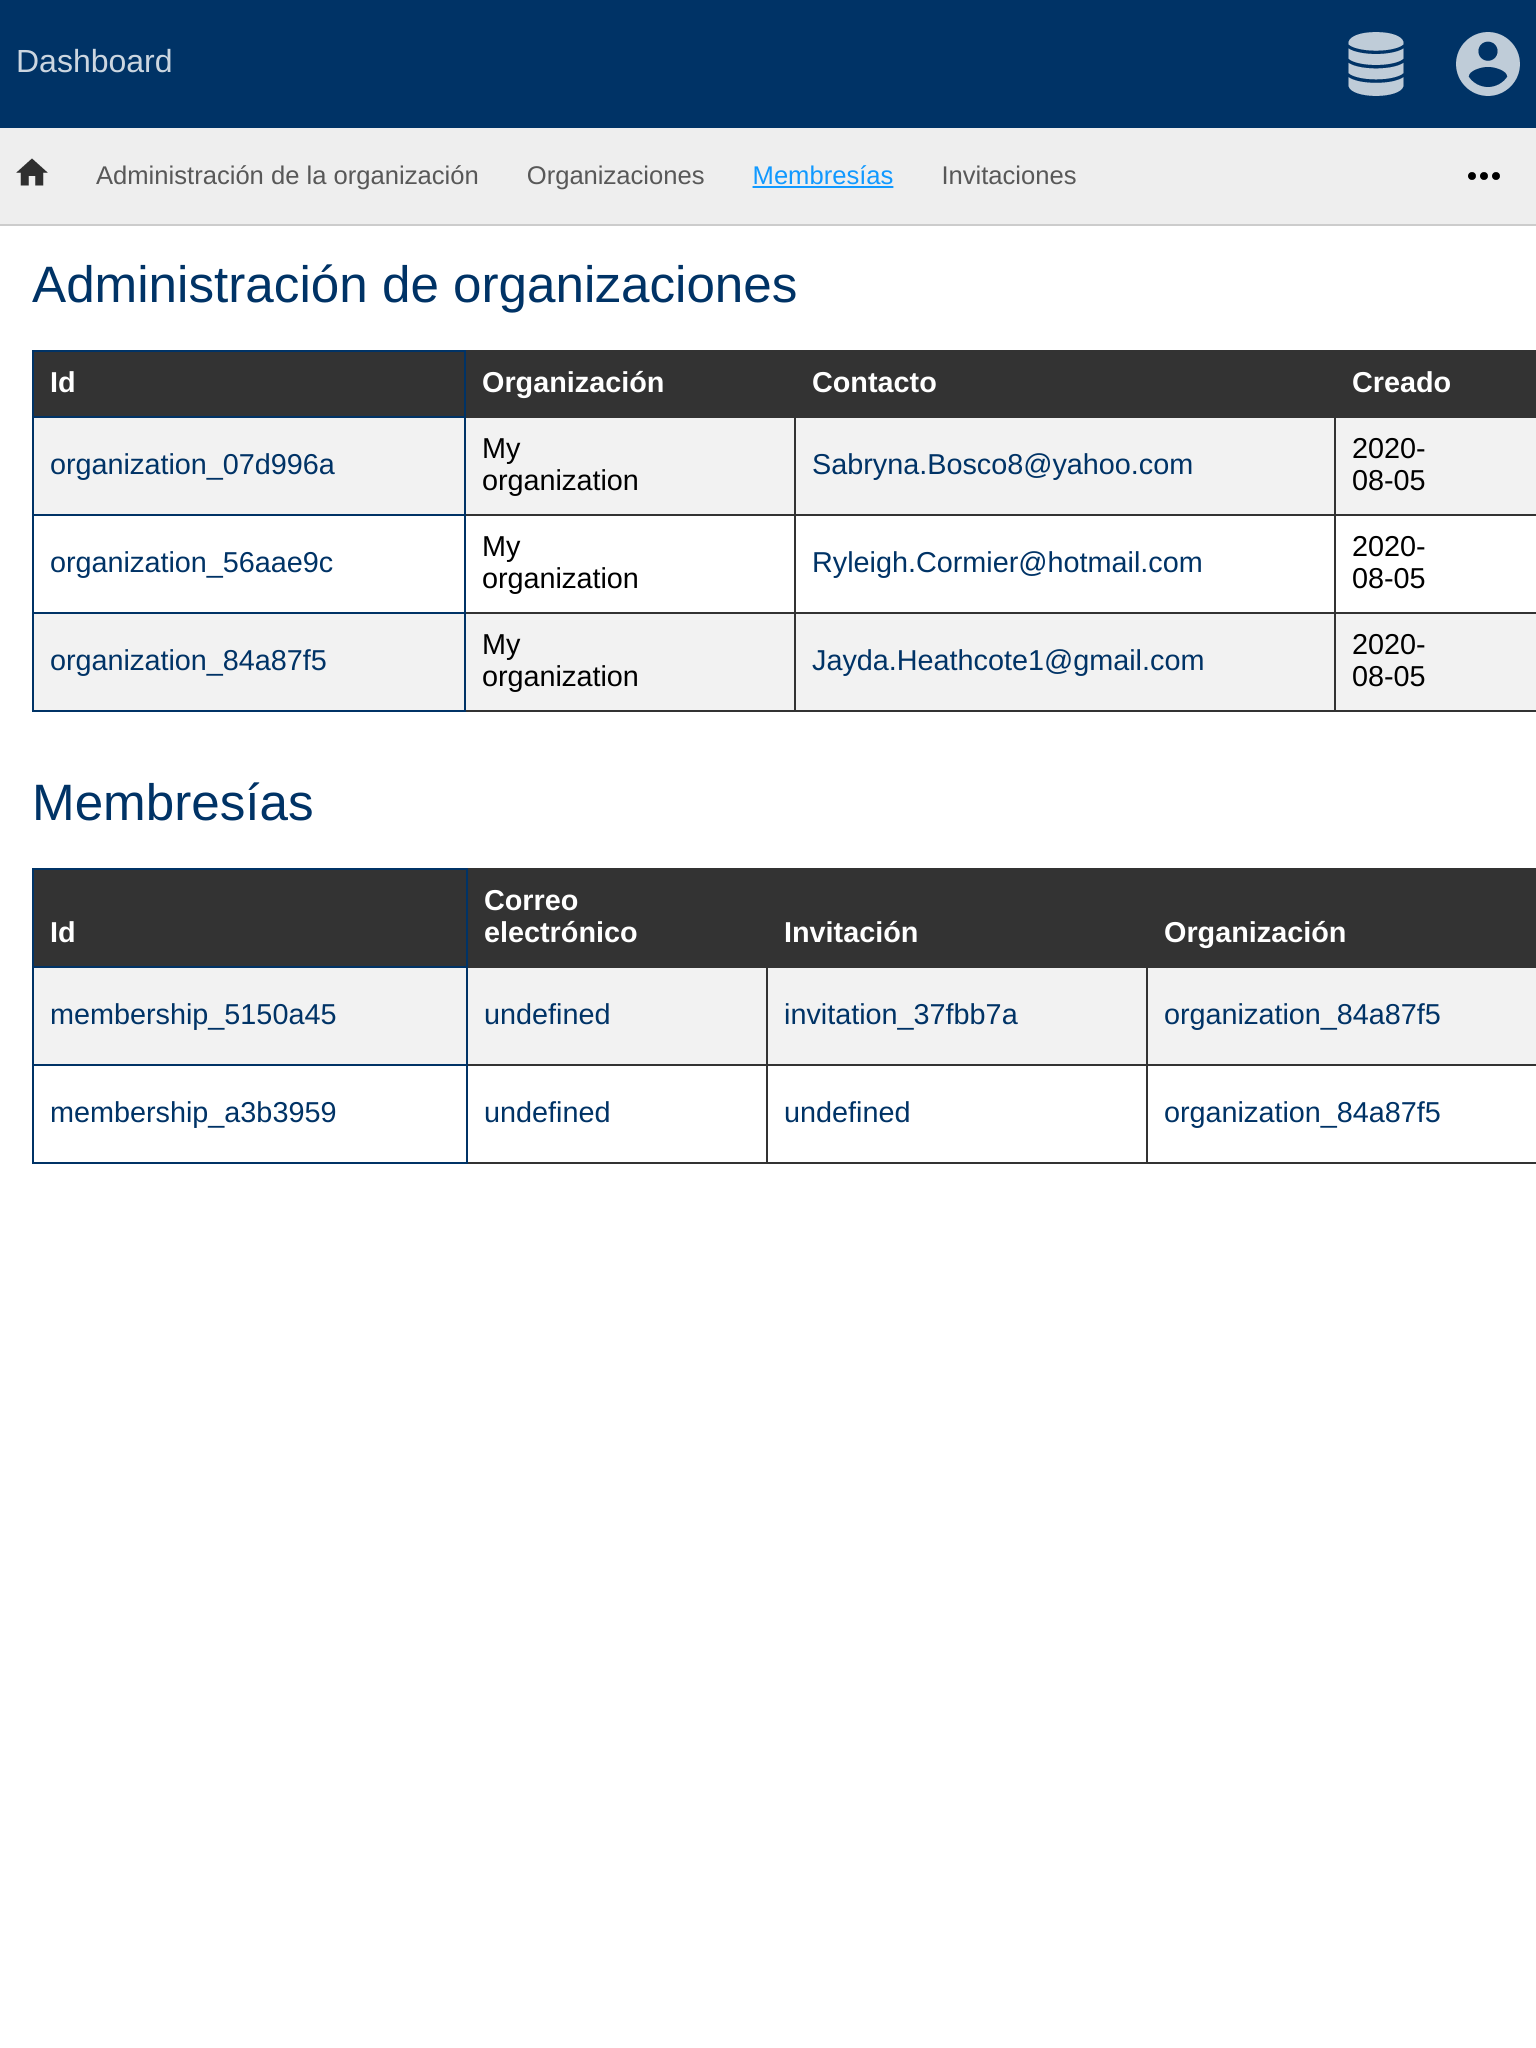 Dashboard
Administración de la organización Organizaciones Membresías Invitaciones
Administración de organizaciones
Id Organización Contacto Creado
organization_07d996a My organization Sabryna.Bosco8@yahoo.com 2020-08-05
organization_56aae9c My organization Ryleigh.Cormier@hotmail.com 2020-08-05
organization_84a87f5 My organization Jayda.Heathcote1@gmail.com 2020-08-05
Membresías
Id Correo electrónico Invitación Organización
membership_5150a45 undefined invitation_37fbb7a organization_84a87f5
membership_a3b3959 undefined undefined organization_84a87f5